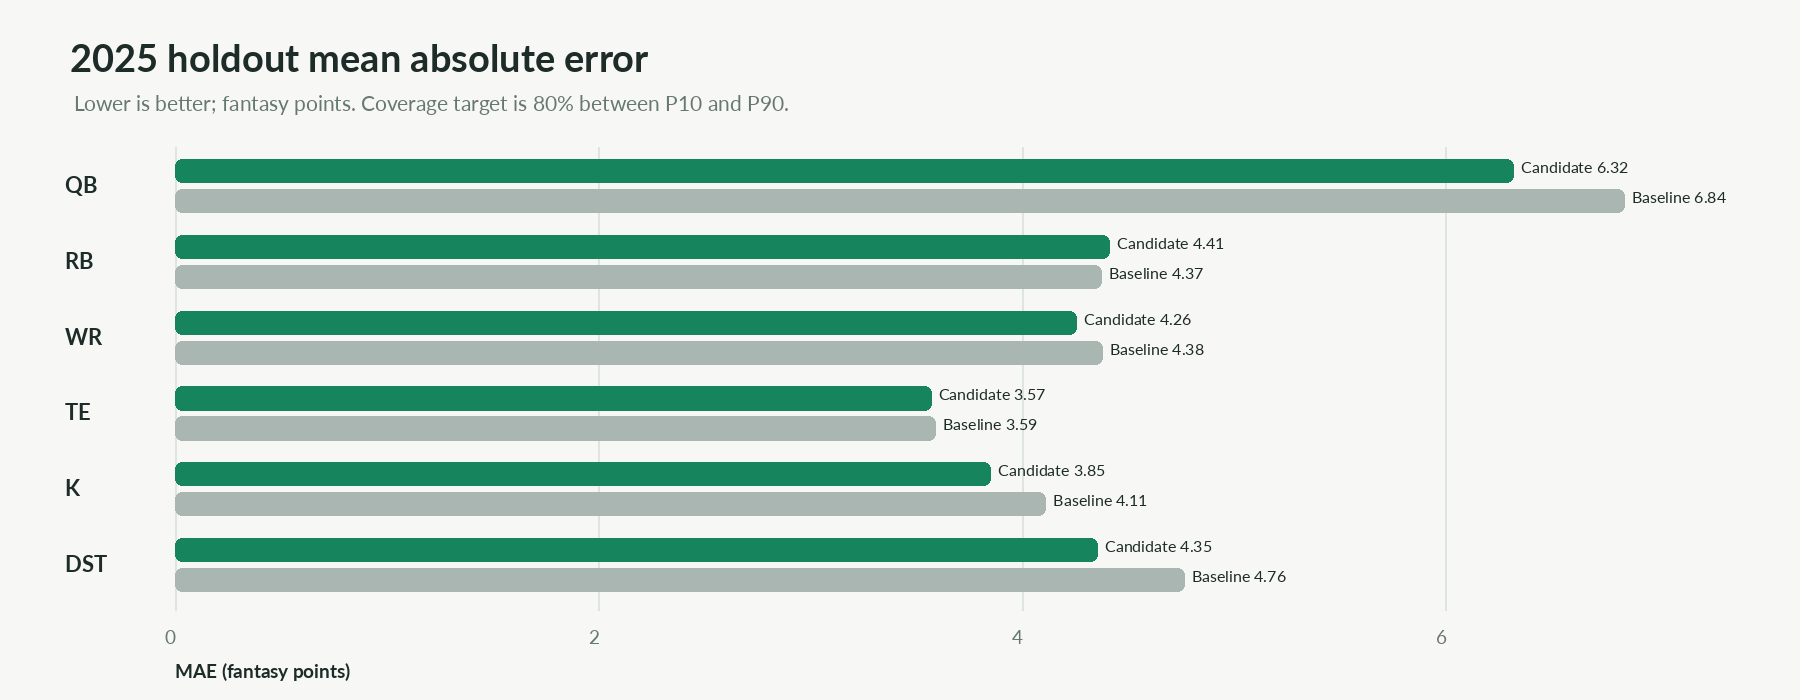 2025 holdout mean absolute error
Lower is better; fantasy points. Coverage target is 80% between P10 and P90.
QB
Candidate 6.32
Baseline 6.84
RB
Candidate 4.41
Baseline 4.37
WR
Candidate 4.26
Baseline 4.38
TE
Candidate 3.57
Baseline 3.59
K
Candidate 3.85
Baseline 4.11
DST
Candidate 4.35
Baseline 4.76
0 2 4 6
MAE (fantasy points)